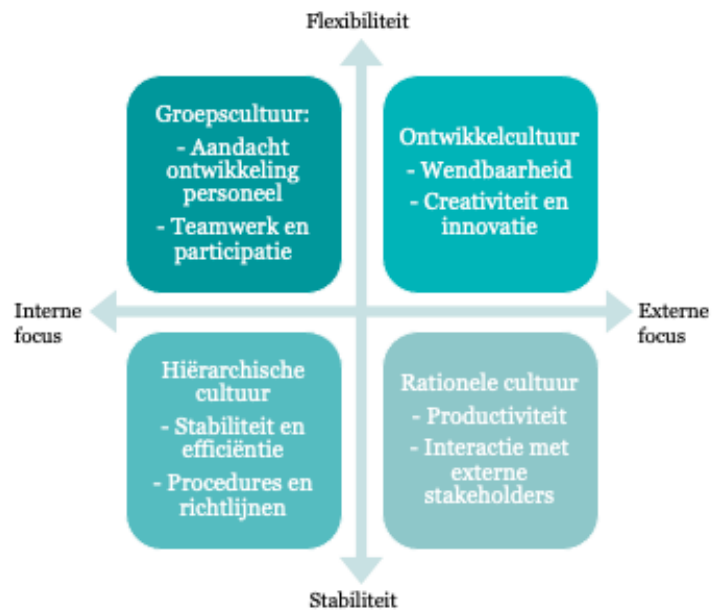 Flexibiliteit
Groepscultuur:
- Aandacht
ontwikkeling
personeel
- Teamwerk en
participatie
Ontwikkelcultuur
- Wendbaarheid
- Creativiteit en
innovatie
Interne
focus
Externe
focus
Hiërarchische
cultuur
- Stabiliteit en
efficiëntie
- Procedures en
richtlijnen
Rationele cultuur
- Productiviteit
- Interactie met
externe
stakeholders
Stabiliteit